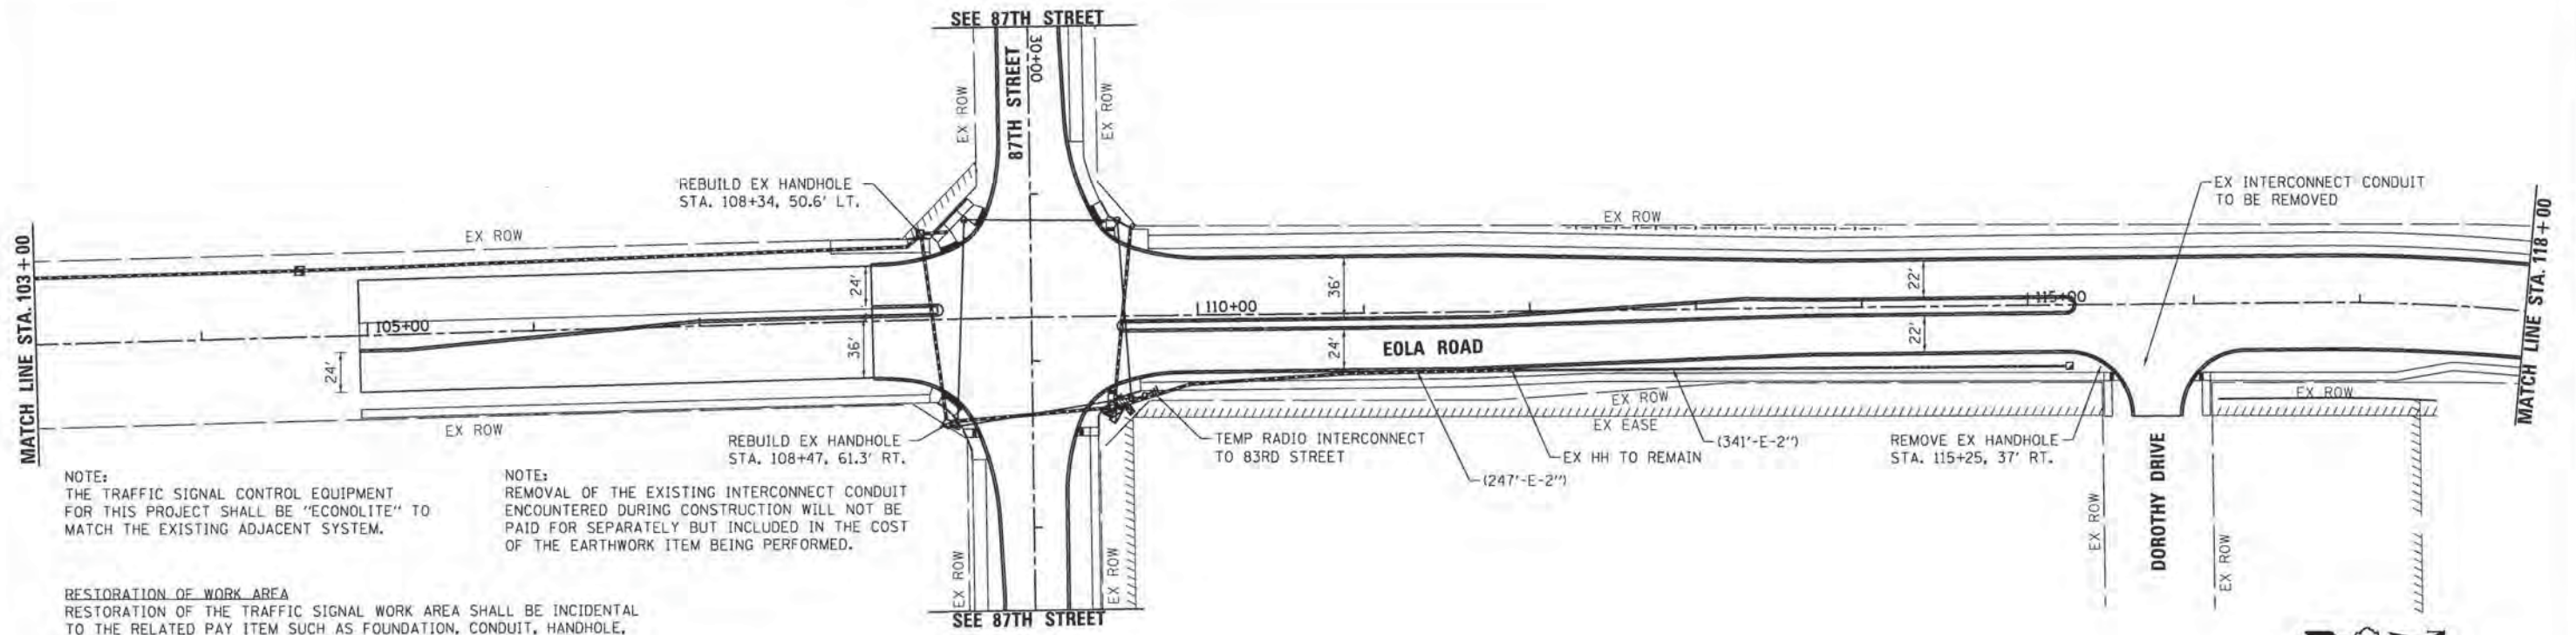 SEE 87TH STREET
30+00
87TH STREET
EX ROW
EX ROW
REBUILD EX HANDHOLE
STA. 108+34, 50.6' LT.
EX INTERCONNECT CONDUIT
TO BE REMOVED
EX ROW
EX ROW
MATCH LINE STA. 103+00
MATCH LINE STA. 118+00
24'
36'
22'
105+00
110+00
115+00
24'
36'
24'
22'
EOLA ROAD
EX ROW
EX ROW
EX ROW
EX EASE
REBUILD EX HANDHOLE
STA. 108+47, 61.3' RT.
TEMP RADIO INTERCONNECT
TO 83RD STREET
(247'-E-2")
EX HH TO REMAIN
(341'-E-2")
REMOVE EX HANDHOLE
STA. 115+25, 37' RT.
DOROTHY DRIVE
EX ROW
EX ROW
NOTE:
THE TRAFFIC SIGNAL CONTROL EQUIPMENT
FOR THIS PROJECT SHALL BE "ECONOLITE" TO
MATCH THE EXISTING ADJACENT SYSTEM.
NOTE:
REMOVAL OF THE EXISTING INTERCONNECT CONDUIT
ENCOUNTERED DURING CONSTRUCTION WILL NOT BE
PAID FOR SEPARATELY BUT INCLUDED IN THE COST
OF THE EARTHWORK ITEM BEING PERFORMED.
EX ROW
EX ROW
RESTORATION OF WORK AREA
RESTORATION OF THE TRAFFIC SIGNAL WORK AREA SHALL BE INCIDENTAL
TO THE RELATED PAY ITEM SUCH AS FOUNDATION, CONDUIT, HANDHOLE,
SEE 87TH STREET